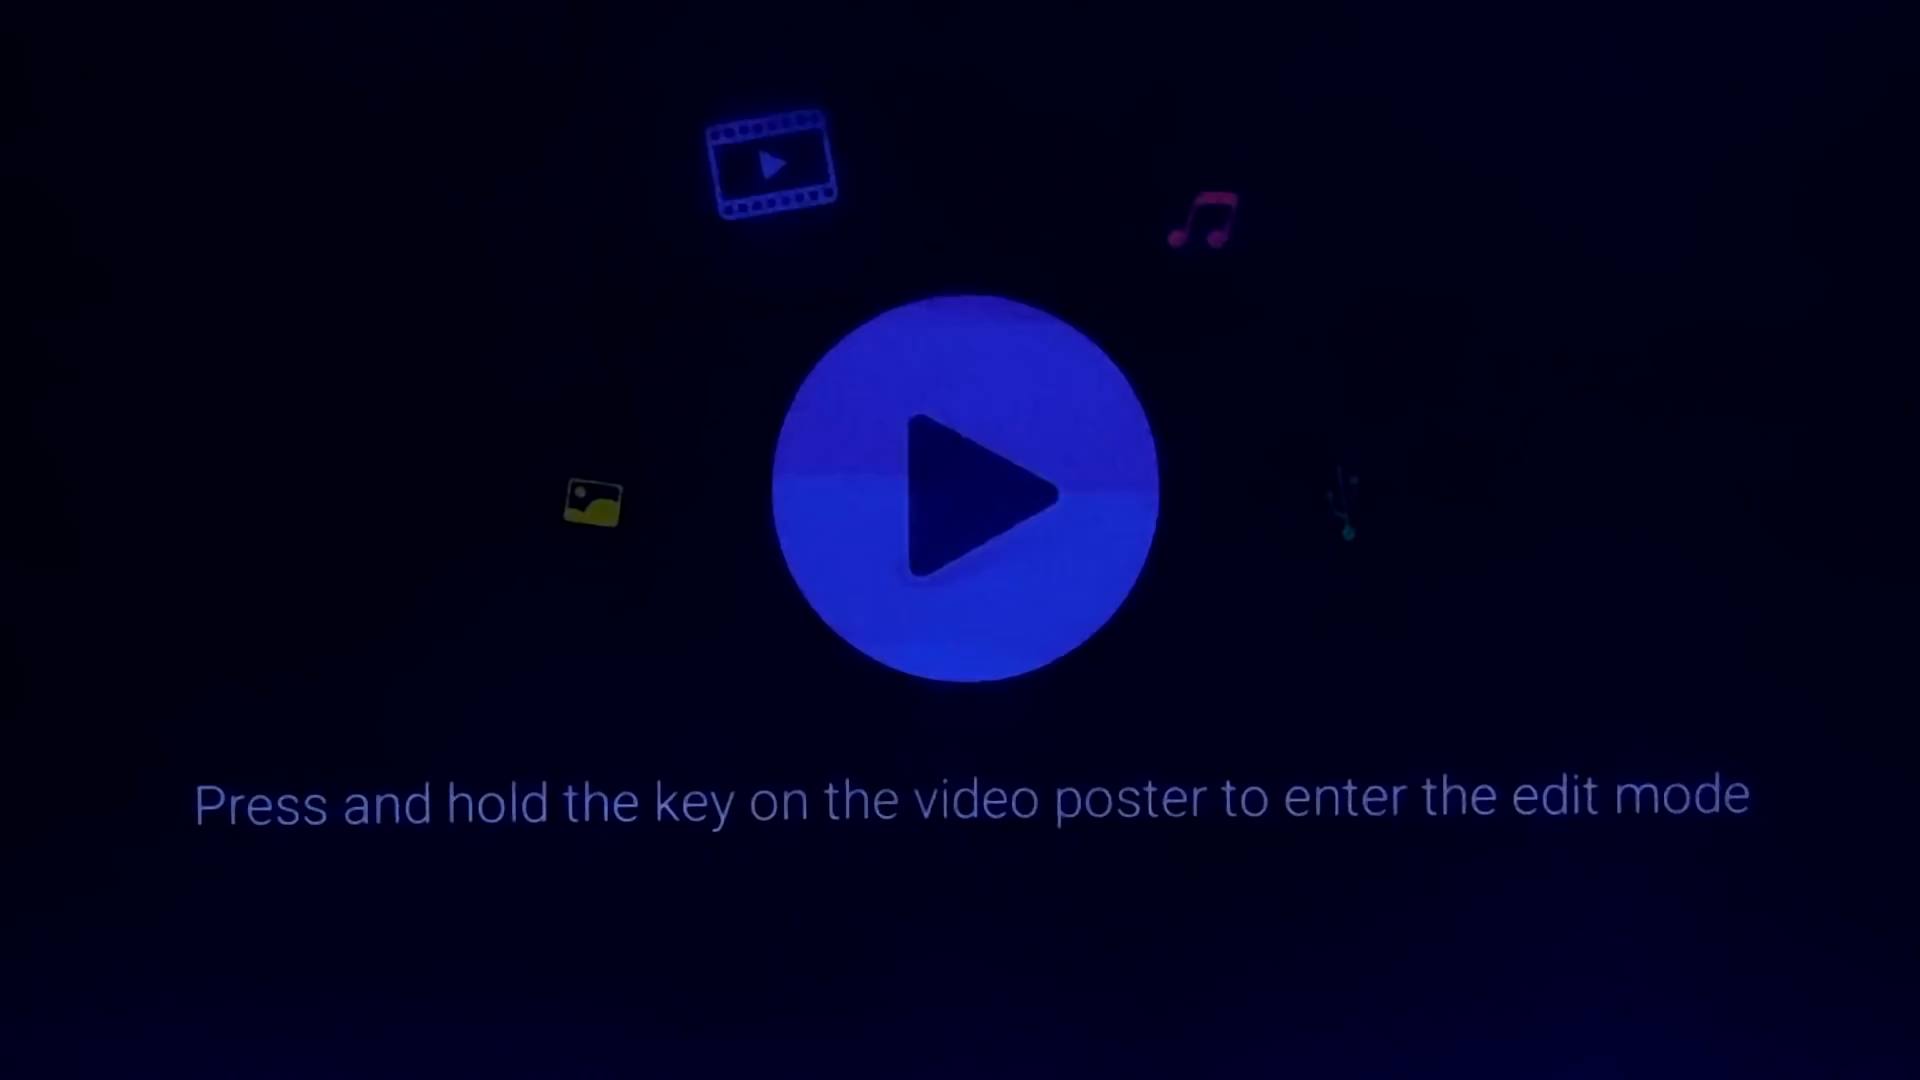 Press and hold the key on the video poster to enter the edit mode